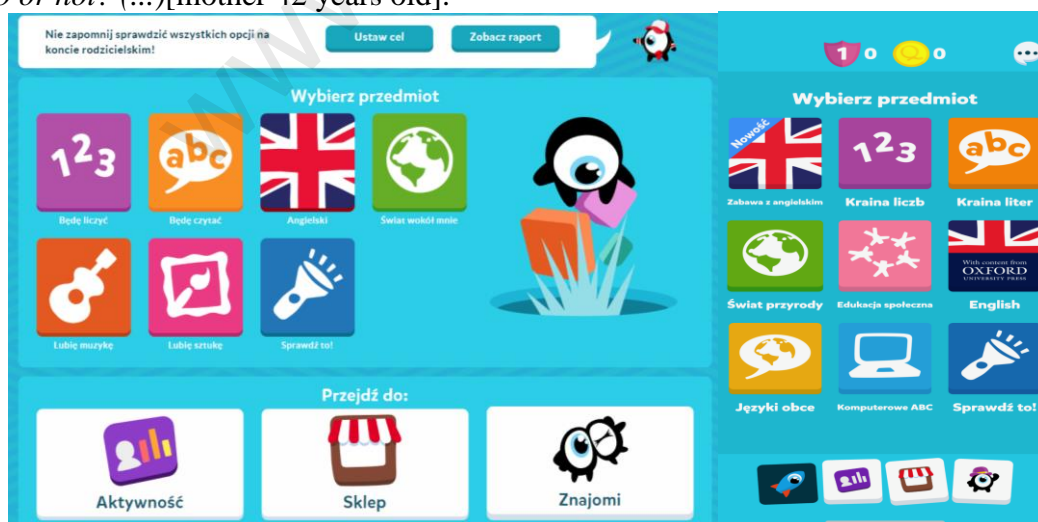 or not? (...)[mother 42 years old].
Nie zapomnij sprawdzić wszystkich opcji na
koncie rodzicielskim!
Ustaw cel
Zobacz raport
Wybierz przedmiot
123
abc
Będę liczyć
Będę czytać
Angielski
Świat wokół mnie
Lubię muzykę
Lubię sztukę
Sprawdź to!
Przejdź do:
Aktywność
Sklep
Znajomi
1 0
0
Wybierz przedmiot
Nowość
123
abc
Zabawa z angielskim
Kraina liczb
Kraina liter
With content from
OXFORD
UNIVERSITY PRESS
Świat przyrody
Edukacja społeczna
English
Języki obce
Komputerowe ABC
Sprawdź to!